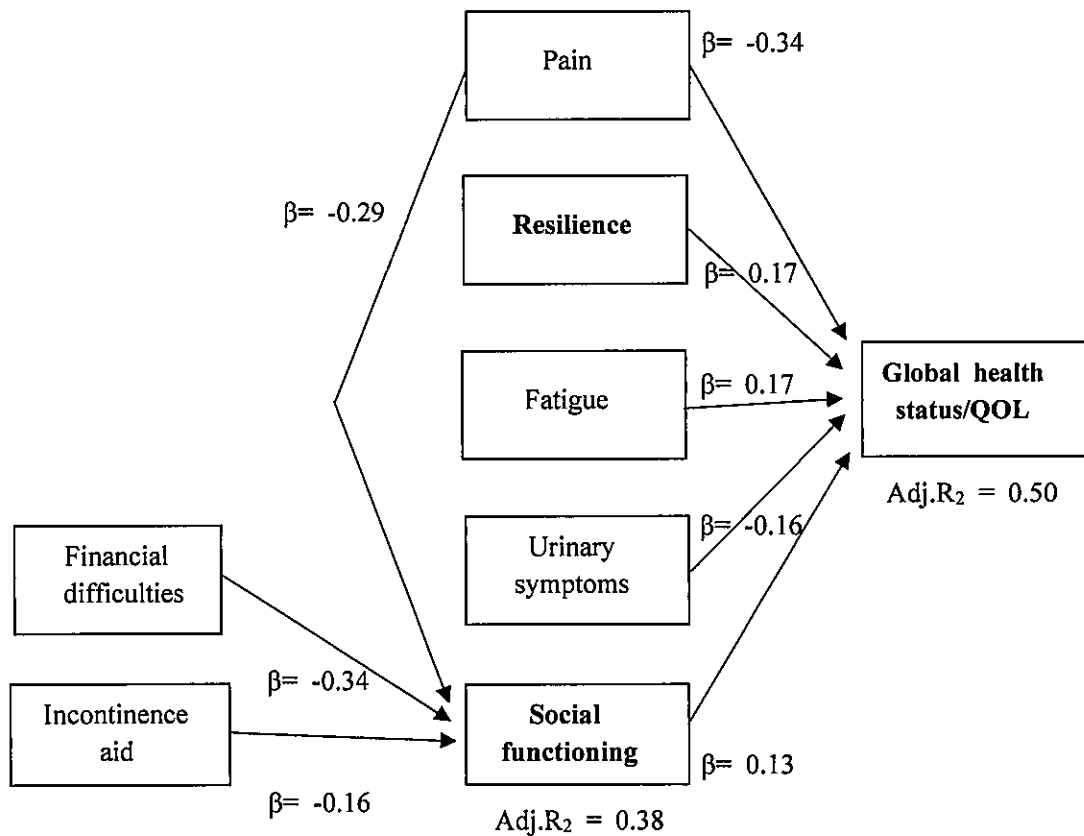 Pain
β= -0.34
β= -0.29
Resilience
β= 0.17
Fatigue
β= 0.17
Global health
status/QOL
Adj.R₂ = 0.50
Urinary
symptoms
β= -0.16
Financial
difficulties
β= -0.34
Incontinence
aid
β= -0.16
Social
functioning
β= 0.13
Adj.R₂ = 0.38